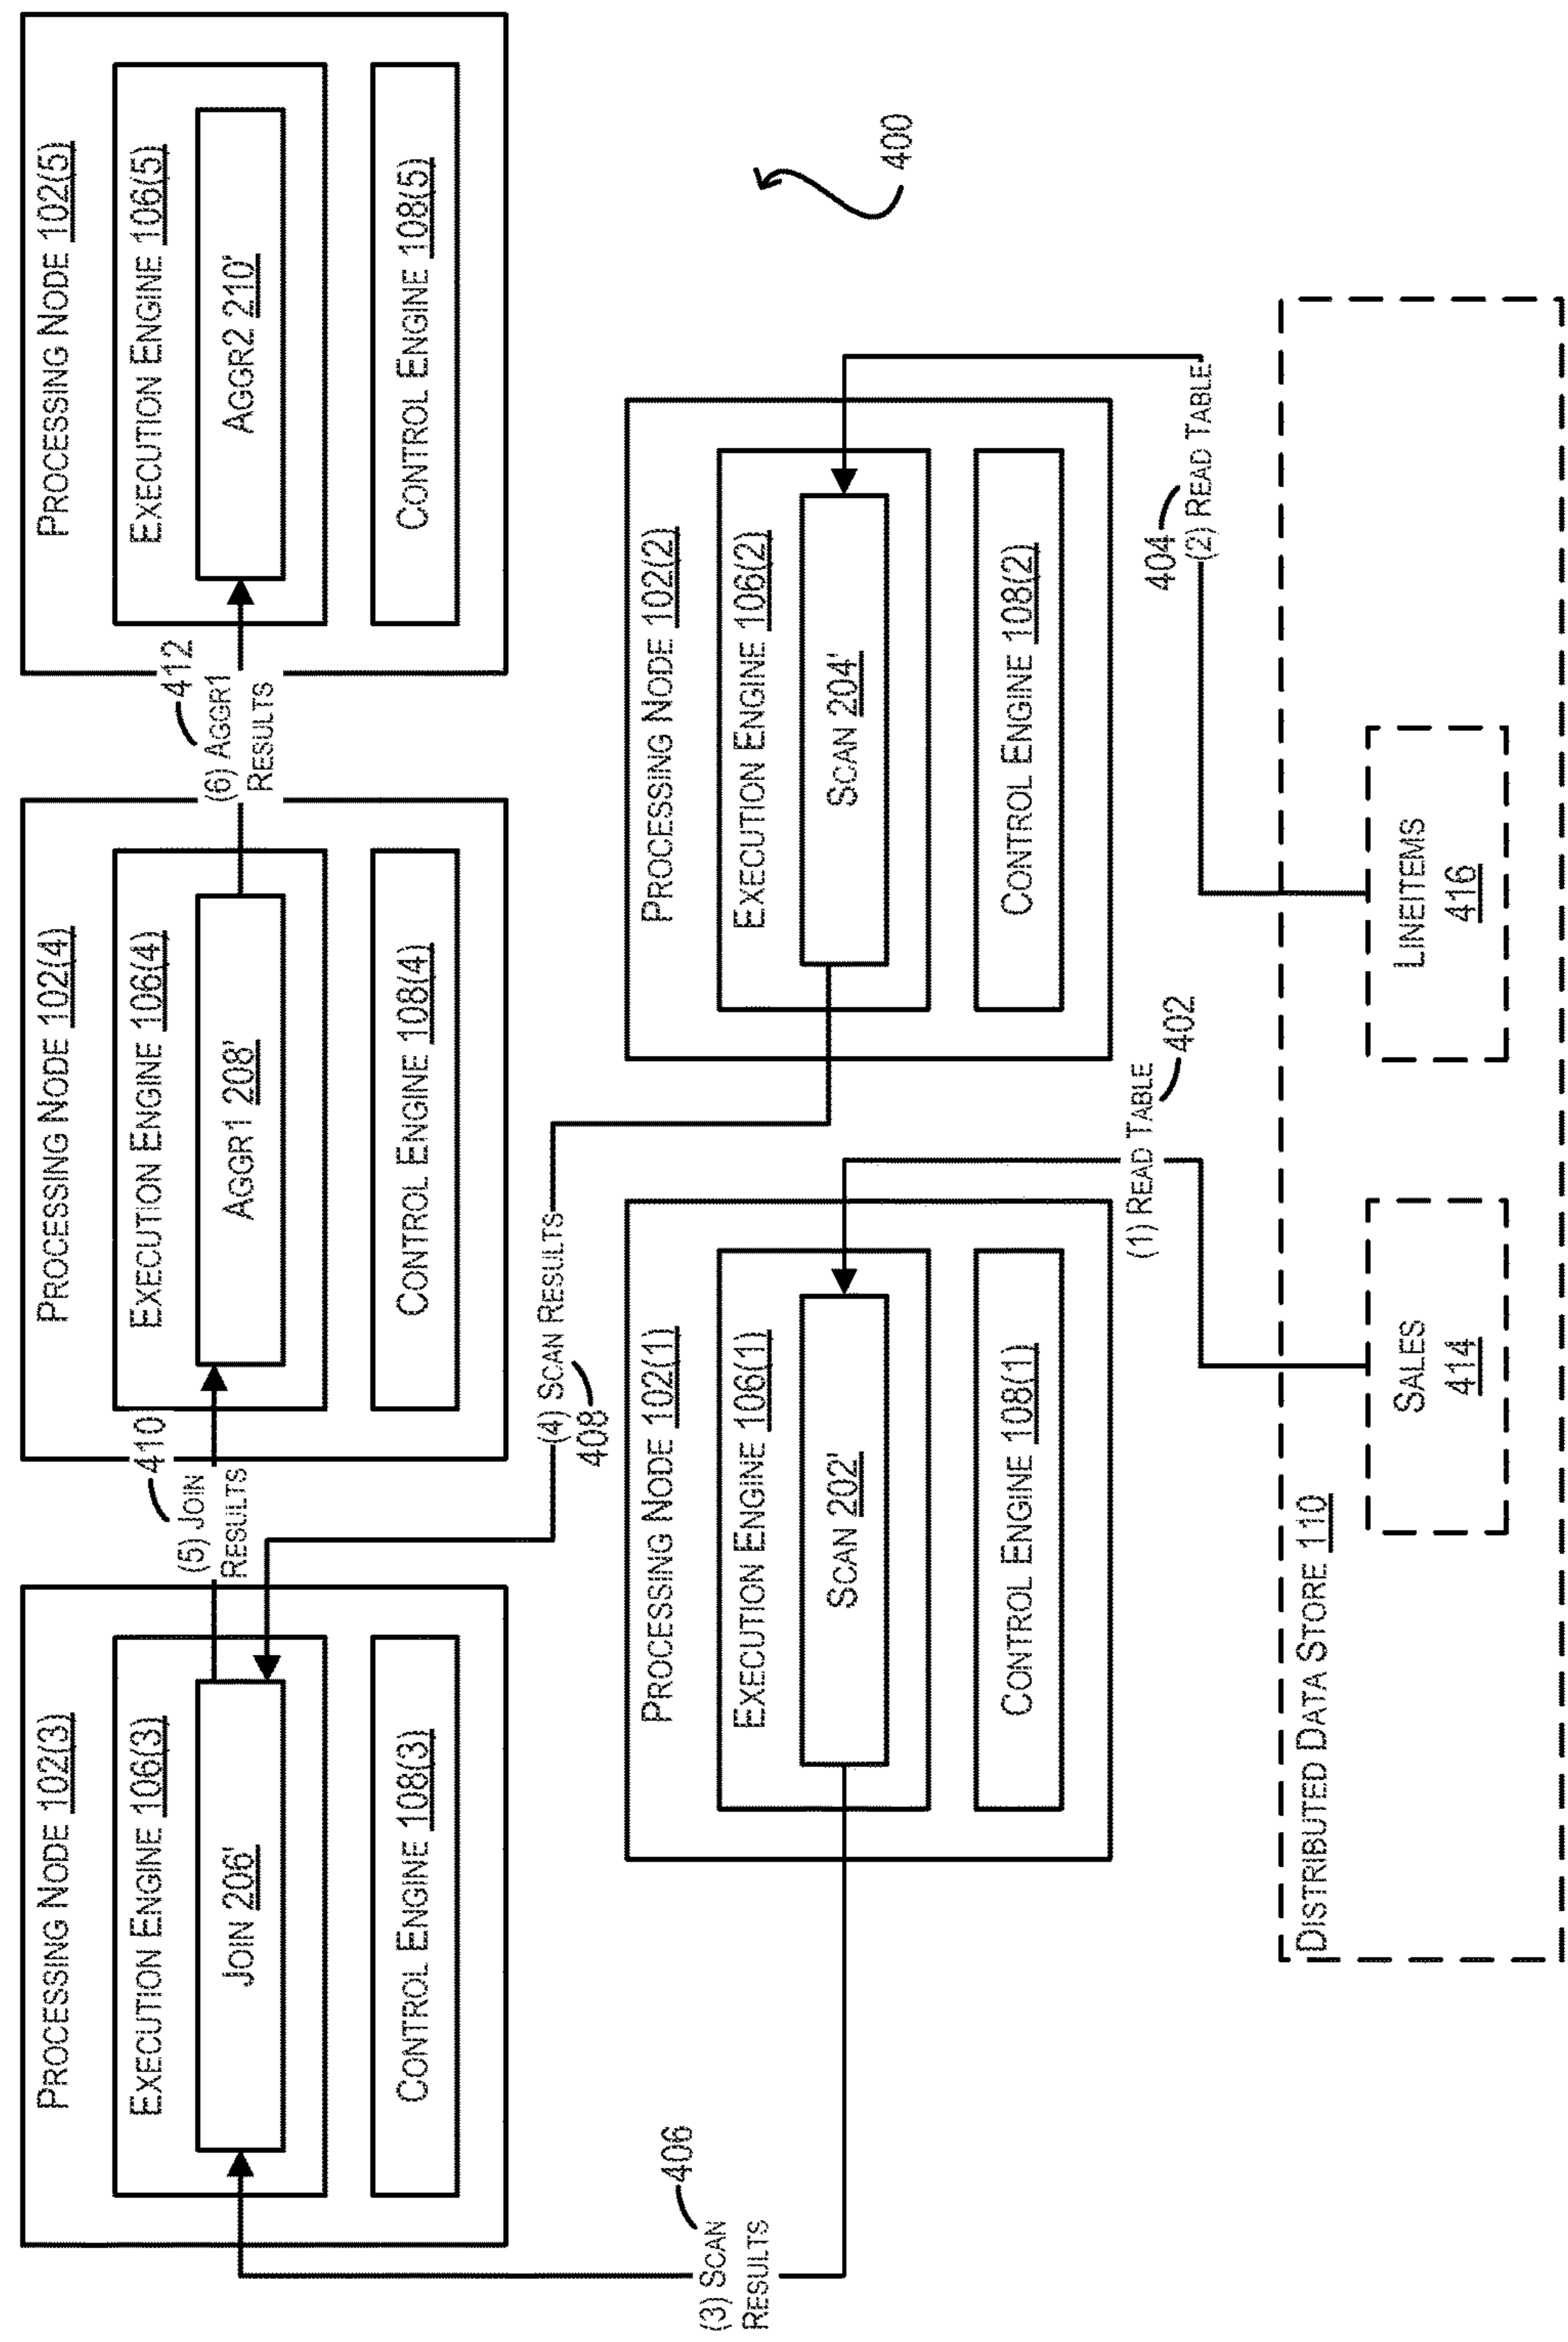 PROCESSING NODE 102(3)
EXECUTION ENGINE 106(3)
JOIN 206'
CONTROL ENGINE 108(3)
410
(5) JOIN
RESULTS
PROCESSING NODE 102(4)
EXECUTION ENGINE 106(4)
AGGR1 208'
CONTROL ENGINE 108(4)
412
(6) AGGR1
RESULTS
PROCESSING NODE 102(5)
EXECUTION ENGINE 106(5)
AGGR2 210'
CONTROL ENGINE 108(5)
406
(3) SCAN
RESULTS
(4) SCAN RESULTS
408
PROCESSING NODE 102(1)
EXECUTION ENGINE 106(1)
SCAN 202'
CONTROL ENGINE 108(1)
PROCESSING NODE 102(2)
EXECUTION ENGINE 106(2)
SCAN 204'
CONTROL ENGINE 108(2)
400
(1) READ TABLE
402
404
(2) READ TABLE
DISTRIBUTED DATA STORE 110
SALES
414
LINEITEMS
416